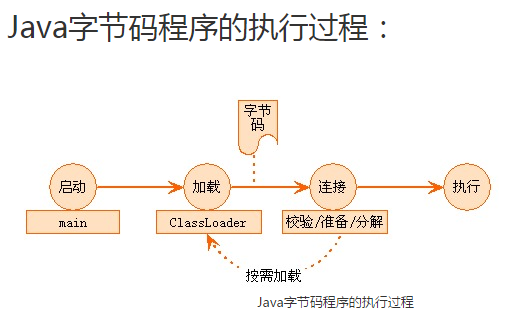 Java字节码程序的执行过程：
字节
码
启动
加载
连接
执行
main
ClassLoader
校验/准备/分解
按需加载
Java字节码程序的执行过程